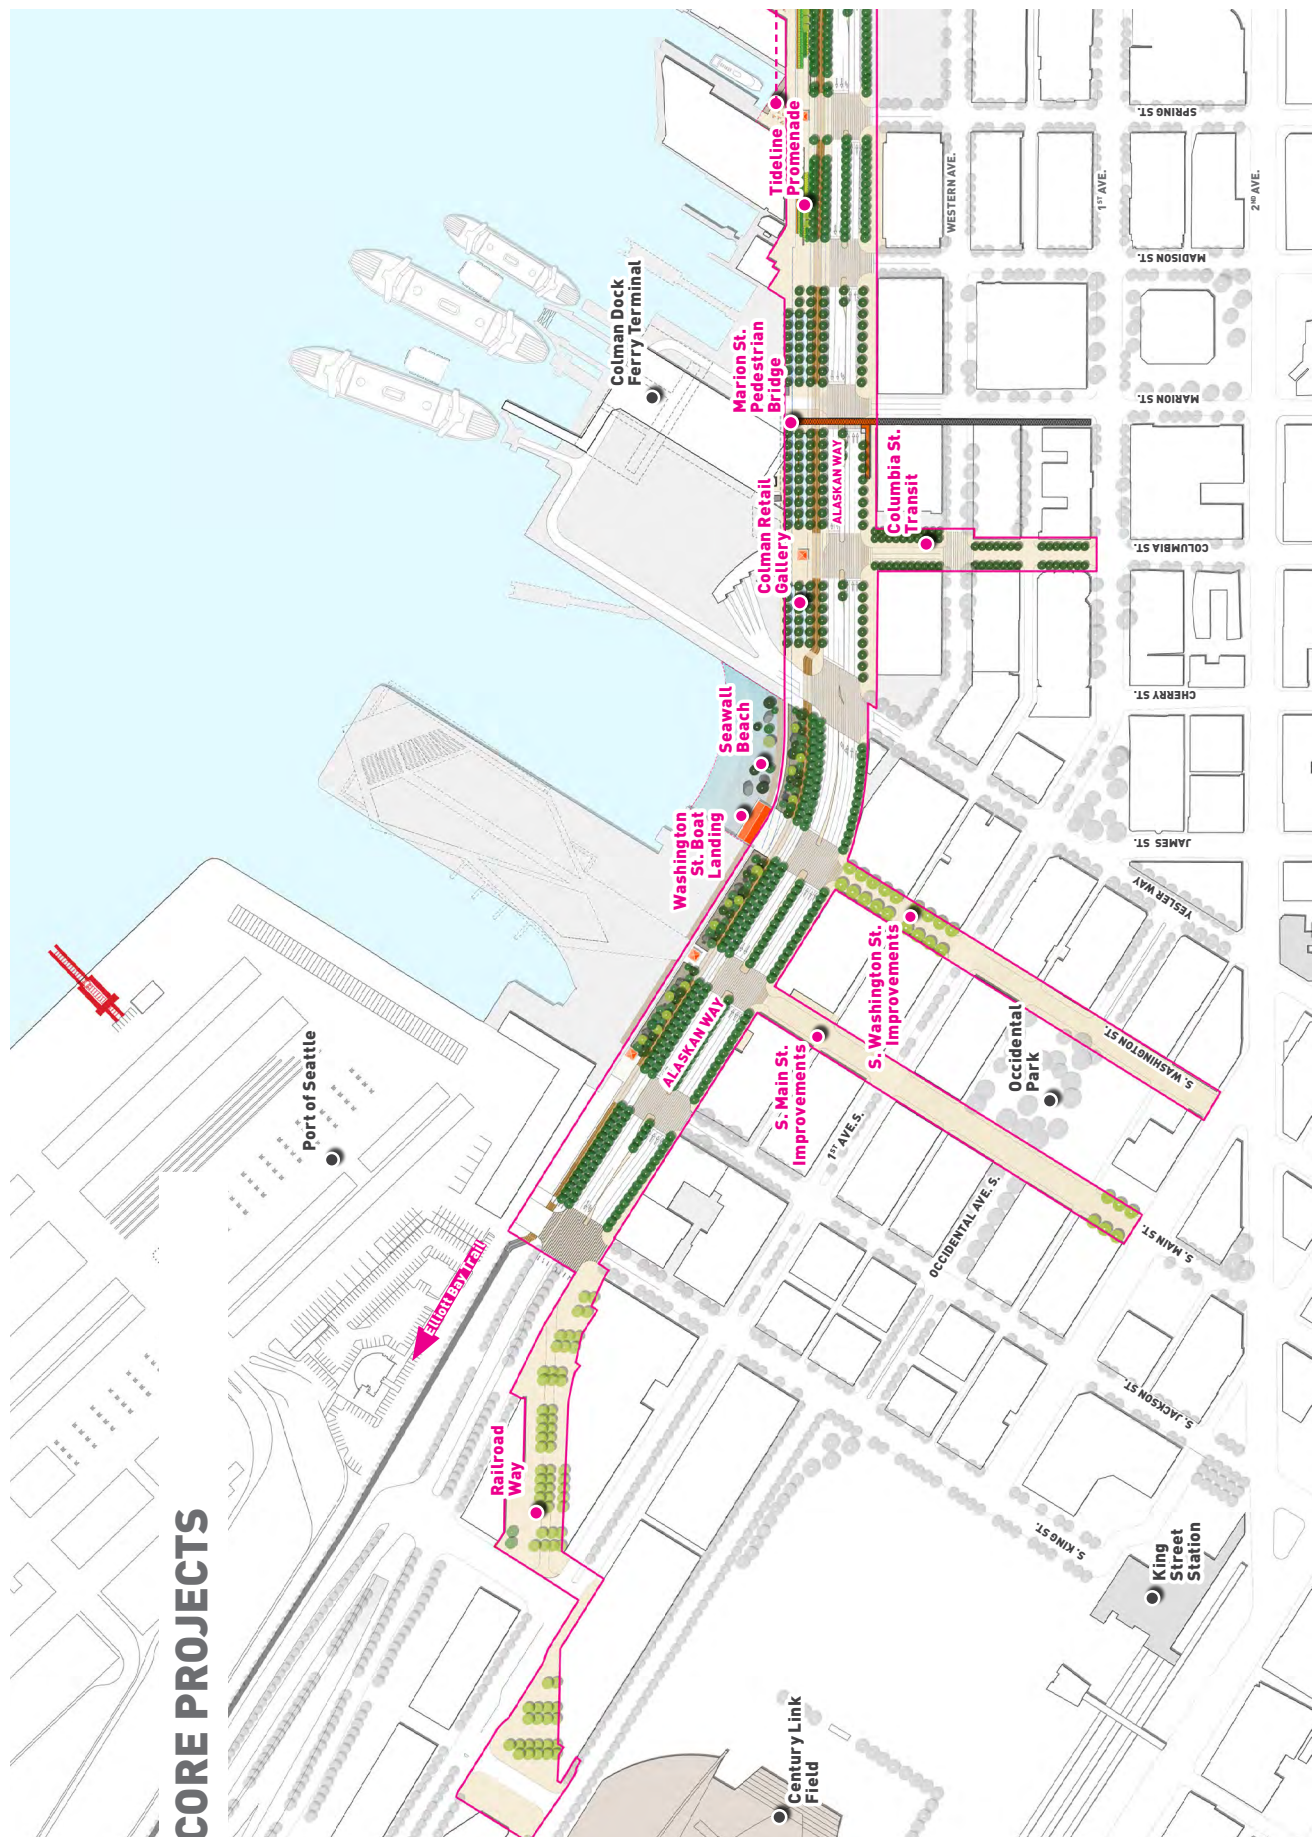 CORE PROJECTS
Port of Seattle
Elliott Bay Trail
Railroad
Way
Century Link
Field
King
Street
Station
Occidental
Park
S. Main St.
Improvements
S. Washington St.
Improvements
Washington
St. Boat
Landing
Seawall
Beach
Colman Retail
Gallery
Columbia St.
Transit
Marion St.
Pedestrian
Bridge
Colman Dock
Ferry Terminal
Tideline
Promenade
ALASKAN WAY
ALASKAN WAY
WESTERN AVE.
1ST AVE.
2ND AVE.
1ST AVE. S.
OCCIDENTAL AVE. S.
SPRING ST.
MADISON ST.
MARION ST.
COLUMBIA ST.
CHERRY ST.
JAMES ST.
YESLER WAY
S. WASHINGTON ST.
S. MAIN ST.
S. JACKSON ST.
S. KING ST.